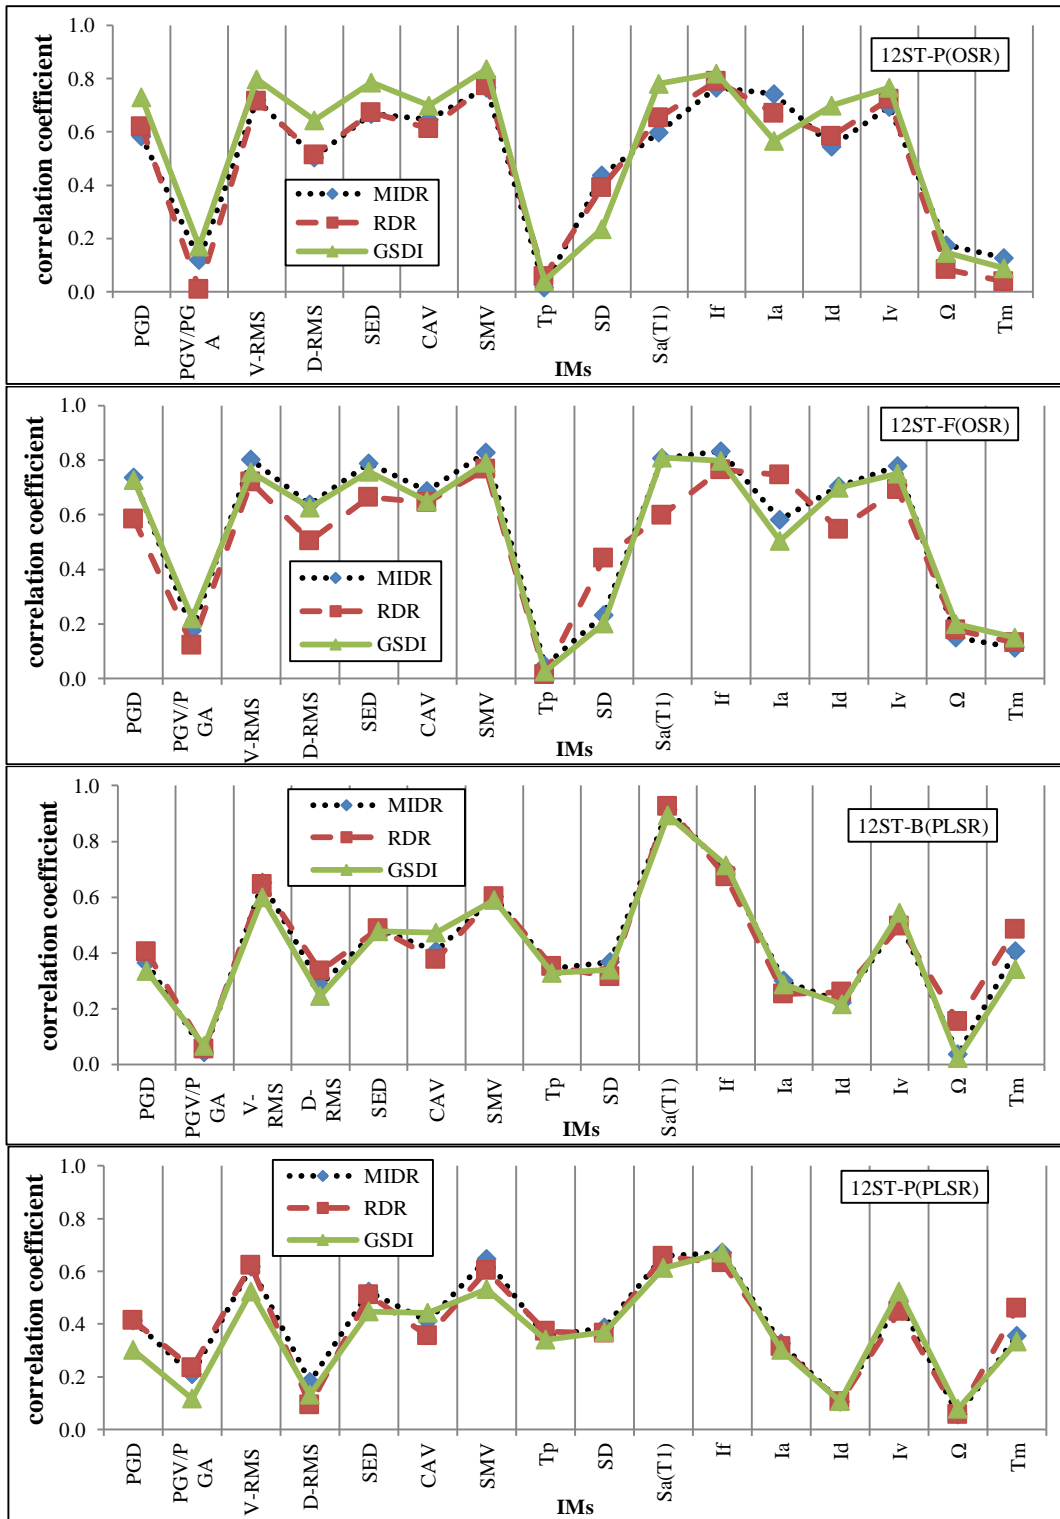 1.0
0.8
0.6
0.4
0.2
0.0
correlation coefficient
12ST-P(OSR)
MIDR
RDR
GSDI
PGD
PGV/PG
A
V-RMS
D-RMS
SED
CAV
SMV
Tp
SD
Sa(T1)
If
Ia
Id
Iv
Ω
Tm
IMs
1.0
0.8
0.6
0.4
0.2
0.0
correlation coefficient
12ST-F(OSR)
MIDR
RDR
GSDI
PGD
PGV/P
GA
V-RMS
D-RMS
SED
CAV
SMV
Tp
SD
Sa(T1)
If
Ia
Id
Iv
Ω
Tm
IMs
1.0
0.8
0.6
0.4
0.2
0.0
correlation coefficient
12ST-B(PLSR)
MIDR
RDR
GSDI
PGD
PGV/P
GA
V-
RMS
D-
RMS
SED
CAV
SMV
Tp
SD
Sa(T1)
If
Ia
Id
Iv
Ω
Tm
IMs
1.0
0.8
0.6
0.4
0.2
0.0
correlation coefficient
12ST-P(PLSR)
MIDR
RDR
GSDI
PGD
PGV/P
GA
V-RMS
D-RMS
SED
CAV
SMV
Tp
SD
Sa(T1)
If
Ia
Id
Iv
Ω
Tm
IMs